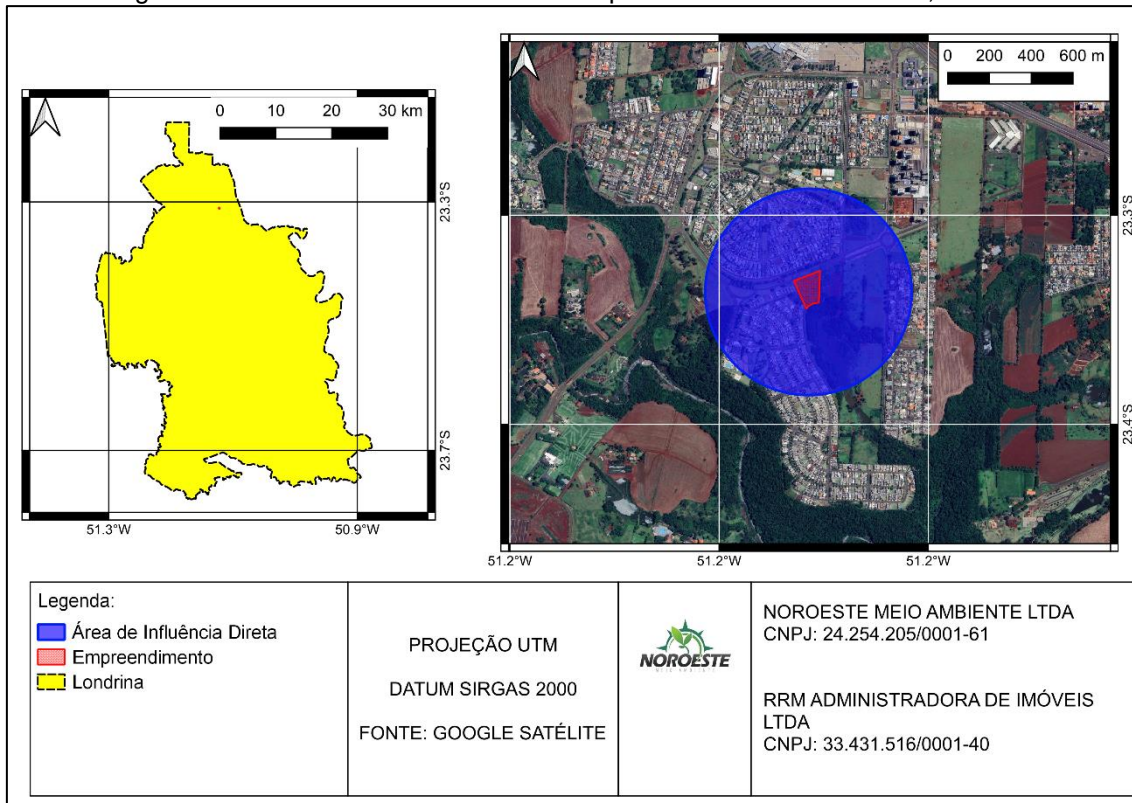 0 10 20 30 km
23.3°S
23.7°S
51.3°W 50.9°W
0 200 400 600 m
23.3°S
23.4°S
51.2°W 51.2°W 51.2°W
Legenda:
Área de Influência Direta
Empreendimento
Londrina
PROJEÇÃO UTM
DATUM SIRGAS 2000
FONTE: GOOGLE SATÉLITE
NOROESTE
NOROESTE MEIO AMBIENTE LTDA
CNPJ: 24.254.205/0001-61
RRM ADMINISTRADORA DE IMÓVEIS
LTDA
CNPJ: 33.431.516/0001-40